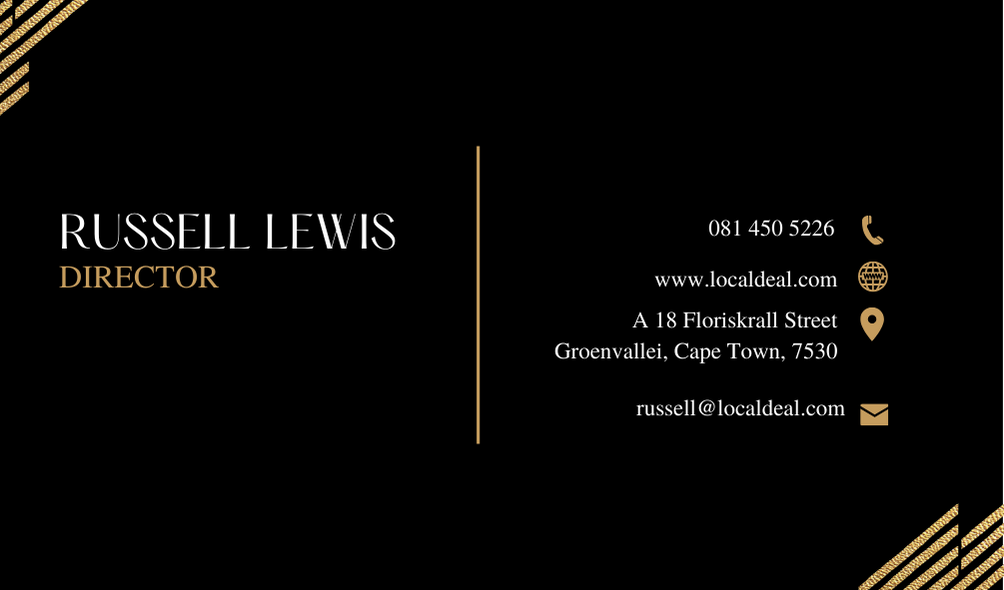 RUSSELL LEWIS
DIRECTOR
081 450 5226
www.localdeal.com
A 18 Floriskrall Street
Groenvallei, Cape Town, 7530
russell@localdeal.com